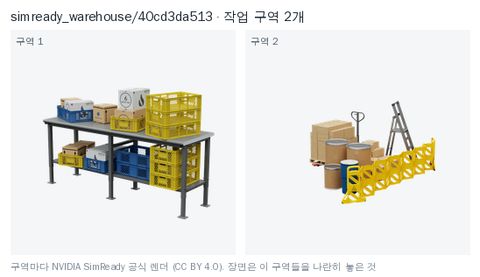 simready_warehouse/40cd3da513 · 작업 구역 2개
구역 1
구역 2
구역마다 NVIDIA SimReady 공식 렌더 (CC BY 4.0). 장면은 이 구역들을 나란히 놓은 것